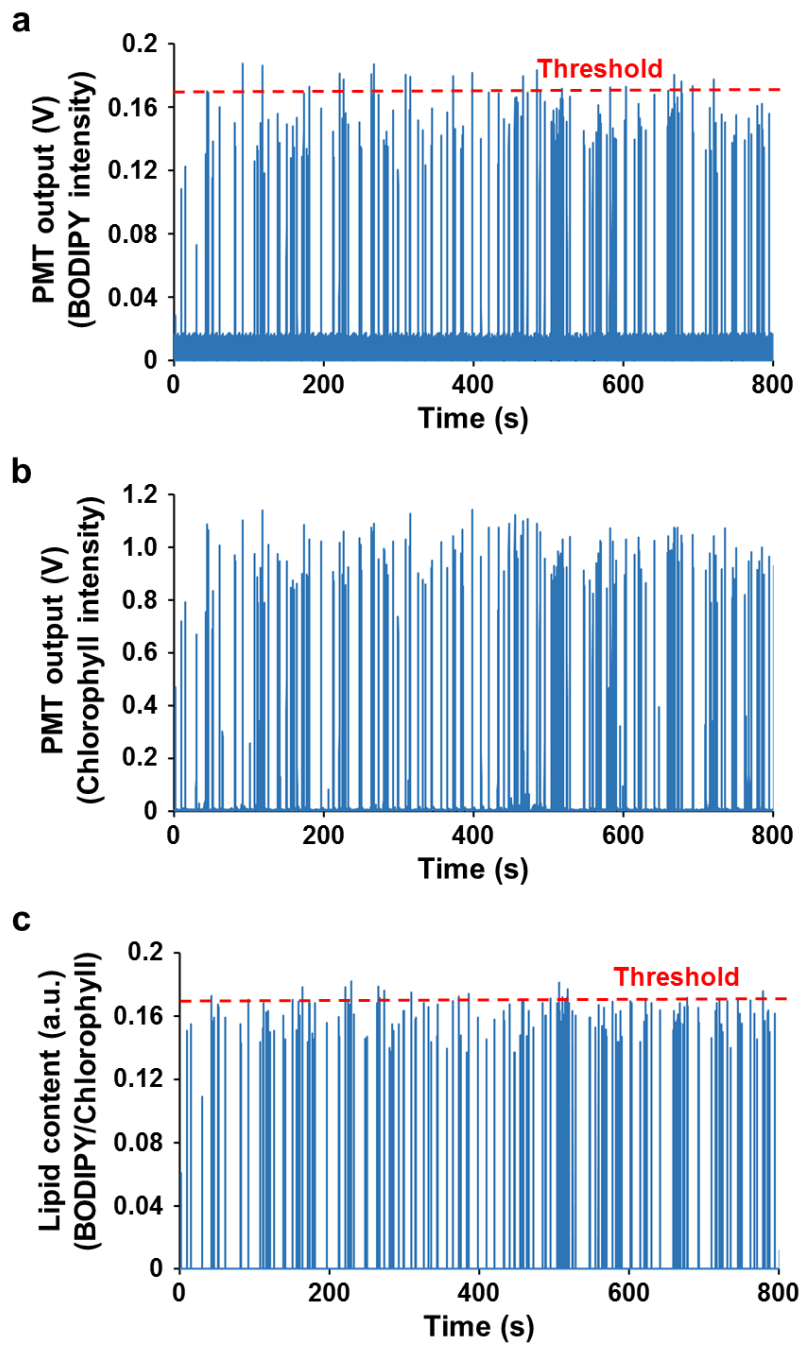 a
PMT output (V)
(BODIPY intensity)
0.2
0.16
0.12
0.08
0.04
0
Threshold
0 200 400 600 800
Time (s)
b
PMT output (V)
(Chlorophyll intensity)
1.2
1.0
0.8
0.6
0.4
0.2
0
0 200 400 600 800
Time (s)
c
Lipid content (a.u.)
(BODIPY/Chlorophyll)
0.2
0.16
0.12
0.08
0.04
0
Threshold
0 200 400 600 800
Time (s)